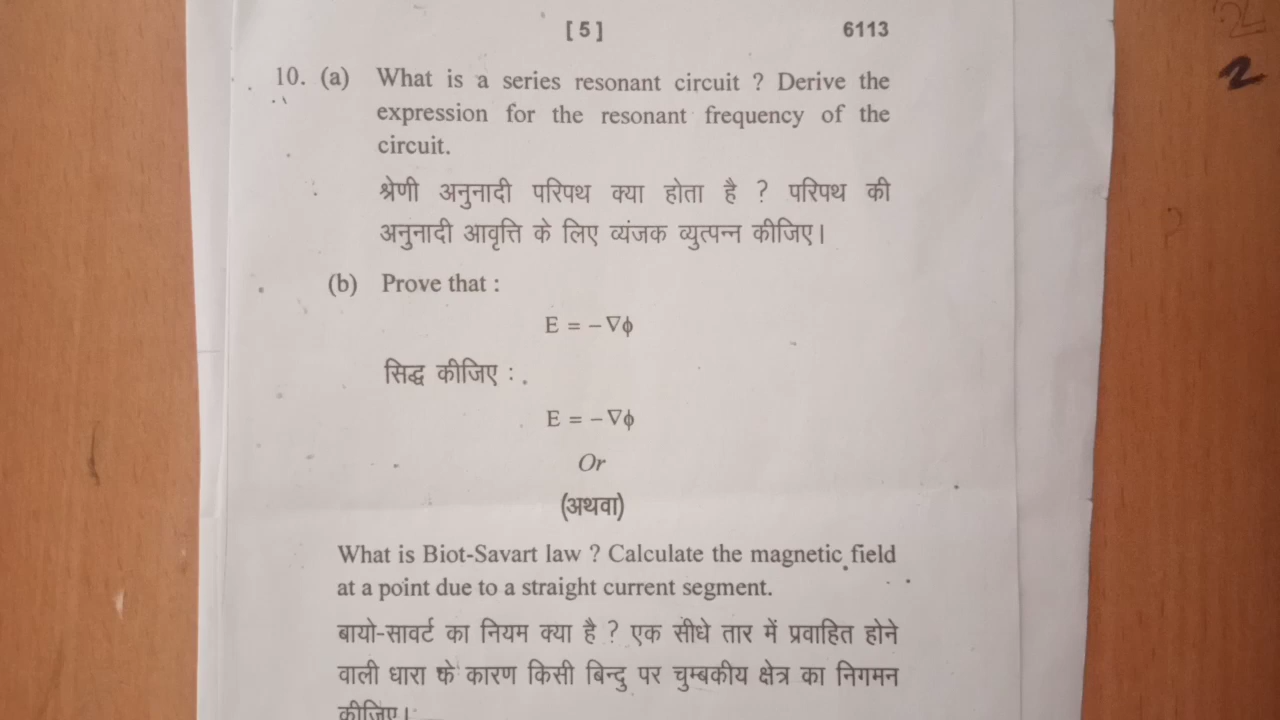 [ 5 ] 6113
10. (a) What is a series resonant circuit ? Derive the
expression for the resonant frequency of the
circuit.
श्रेणी अनुनादी परिपथ क्या होता है ? परिपथ की
अनुनादी आवृत्ति के लिए व्यंजक व्युत्पन्न कीजिए।
(b) Prove that :
E = −∇ϕ
सिद्ध कीजिए :
E = −∇ϕ
Or
(अथवा)
What is Biot-Savart law ? Calculate the magnetic field
at a point due to a straight current segment.
बायो-सावर्ट का नियम क्या है ? एक सीधे तार में प्रवाहित होने
वाली धारा के कारण किसी बिन्दु पर चुम्बकीय क्षेत्र का निगमन
कीजिए।
2